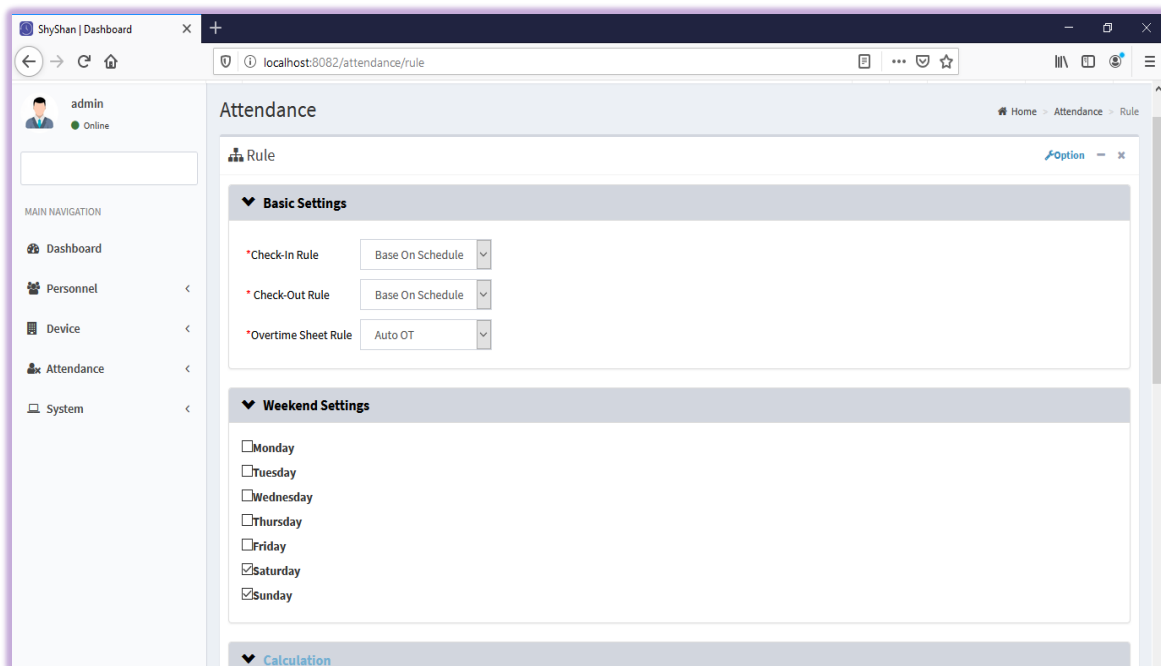 ShyShan | Dashboard
localhost:8082/attendance/rule
admin
Online
MAIN NAVIGATION
Dashboard
Personnel
Device
Attendance
System
Attendance
Home > Attendance > Rule
Rule
Option
Basic Settings
*Check-In Rule Base On Schedule
* Check-Out Rule Base On Schedule
*Overtime Sheet Rule Auto OT
Weekend Settings
Monday
Tuesday
Wednesday
Thursday
Friday
Saturday
Sunday
Calculation